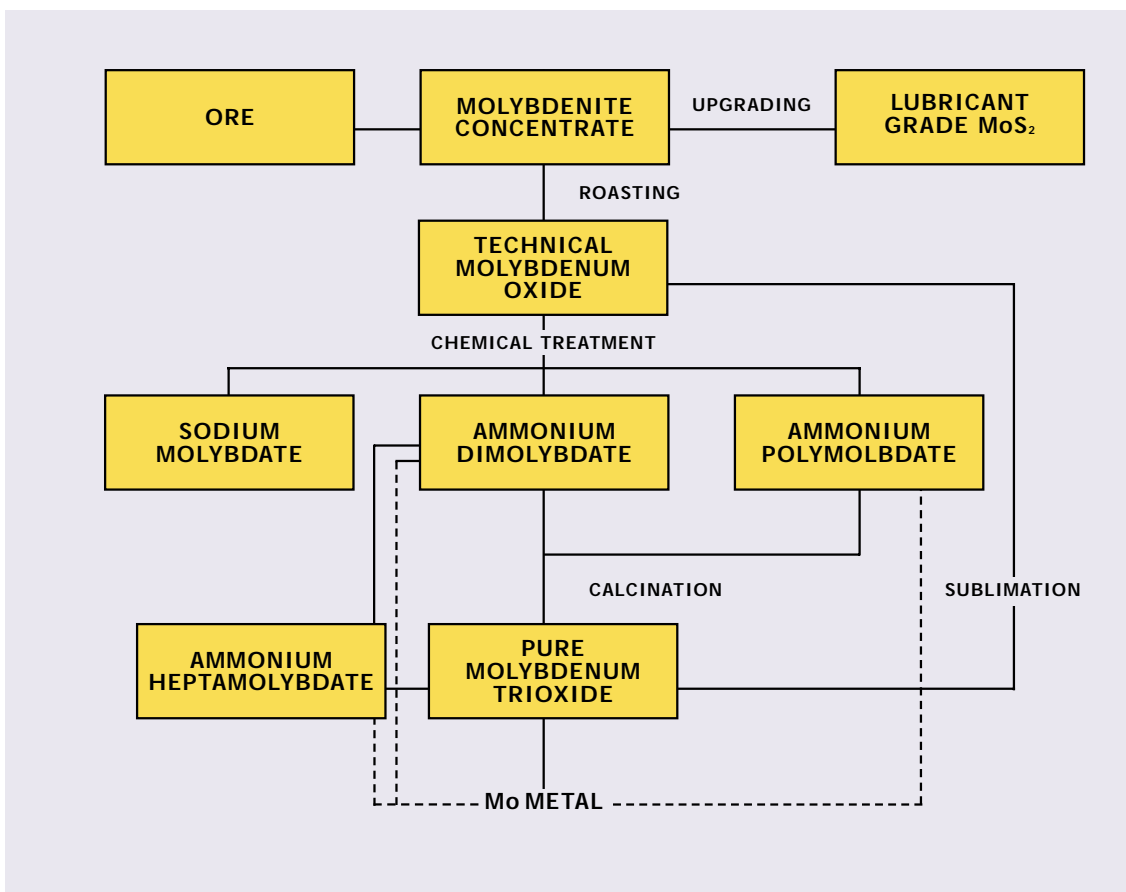 ORE
MOLYBDENITE
CONCENTRATE
UPGRADING
LUBRICANT
GRADE MoS₂
ROASTING
TECHNICAL
MOLYBDENUM
OXIDE
CHEMICAL TREATMENT
SODIUM
MOLYBDATE
AMMONIUM
DIMOLYBDATE
AMMONIUM
POLYMOLBDATE
CALCINATION
SUBLIMATION
AMMONIUM
HEPTAMOLYBDATE
PURE
MOLYBDENUM
TRIOXIDE
Mo METAL